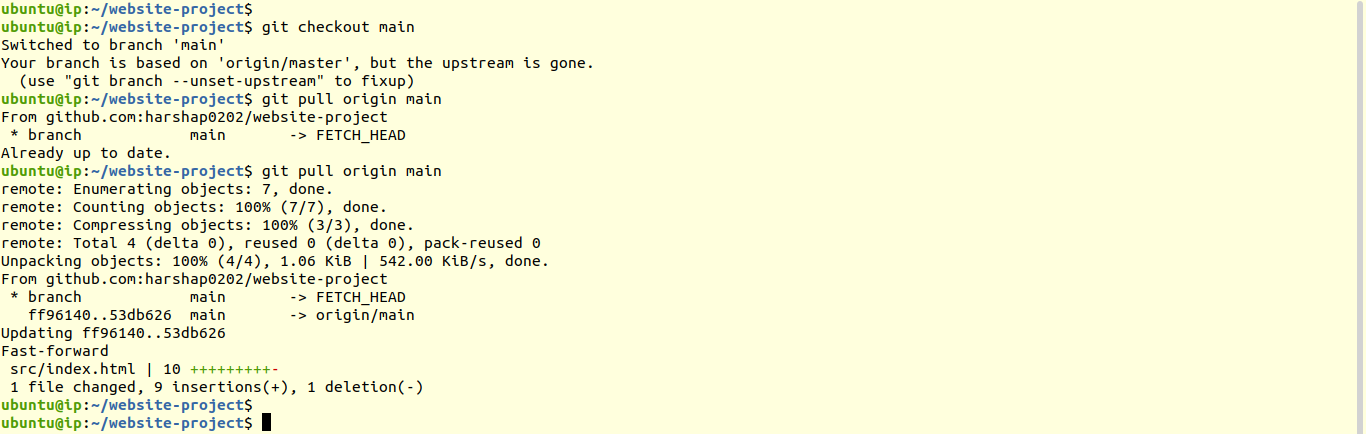 ubuntu@ip:~/website-project$
ubuntu@ip:~/website-project$ git checkout main
Switched to branch 'main'
Your branch is based on 'origin/master', but the upstream is gone.
  (use "git branch --unset-upstream" to fixup)
ubuntu@ip:~/website-project$ git pull origin main
From github.com:harshap0202/website-project
 * branch            main       -> FETCH_HEAD
Already up to date.
ubuntu@ip:~/website-project$ git pull origin main
remote: Enumerating objects: 7, done.
remote: Counting objects: 100% (7/7), done.
remote: Compressing objects: 100% (3/3), done.
remote: Total 4 (delta 0), reused 0 (delta 0), pack-reused 0
Unpacking objects: 100% (4/4), 1.06 KiB | 542.00 KiB/s, done.
From github.com:harshap0202/website-project
 * branch            main       -> FETCH_HEAD
   ff96140..53db626  main       -> origin/main
Updating ff96140..53db626
Fast-forward
 src/index.html | 10 +++++++++-
 1 file changed, 9 insertions(+), 1 deletion(-)
ubuntu@ip:~/website-project$
ubuntu@ip:~/website-project$